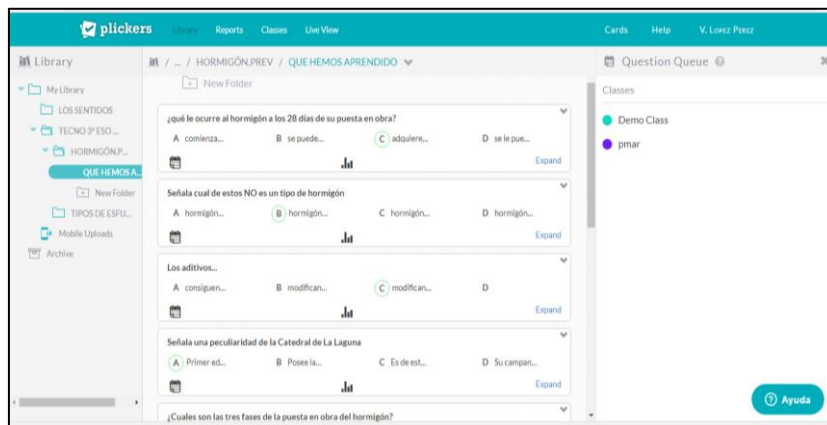 plickers Library Reports Classes Live View Cards Help V. Lopez Perez
Library
My Library
LOS SENTIDOS
TECNO 3º ESO ...
HORMIGÓN.P...
QUE HEMOS A...
New Folder
TIPOS DE ESFU...
Mobile Uploads
Archive
/ ... / HORMIGÓN.PREV / QUE HEMOS APRENDIDO
New Folder
¿qué le ocurre al hormigón a los 28 días de su puesta en obra?
A comienza... B se puede... C adquiere... D se le pue...
Expand
Señala cual de estos NO es un tipo de hormigón
A hormigón... B hormigón... C hormigón... D hormigón...
Expand
Los aditivos...
A consiguen... B modifican... C modifican... D
Expand
Señala una peculiaridad de la Catedral de La Laguna
A Primer ed... B Posee la... C Es de est... D Su campan...
Expand
¿Cuales son las tres fases de la puesta en obra del hormigón?
Question Queue
Classes
Demo Class
pmar
Ayuda